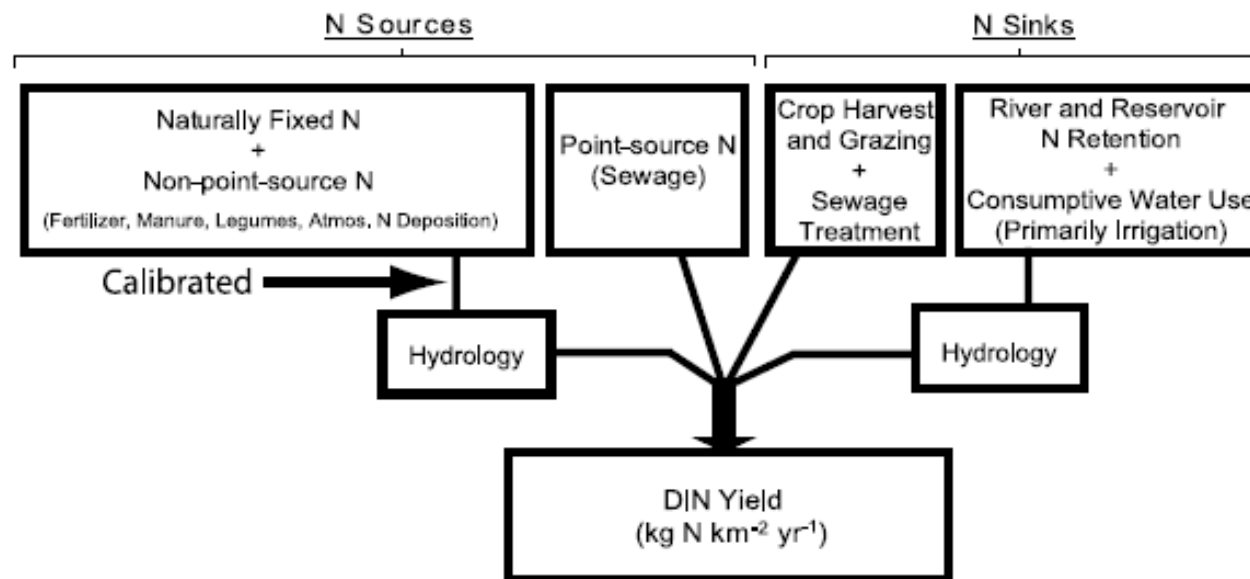 N Sources
N Sinks
Naturally Fixed N
+
Non-point-source N
(Fertilizer, Manure, Legumes, Atmos. N Deposition)
Point-source N
(Sewage)
Crop Harvest
and Grazing
+
Sewage
Treatment
River and Reservoir
N Retention
+
Consumptive Water Use
(Primarily Irrigation)
Calibrated
Hydrology
Hydrology
DIN Yield
(kg N km⁻² yr⁻¹)